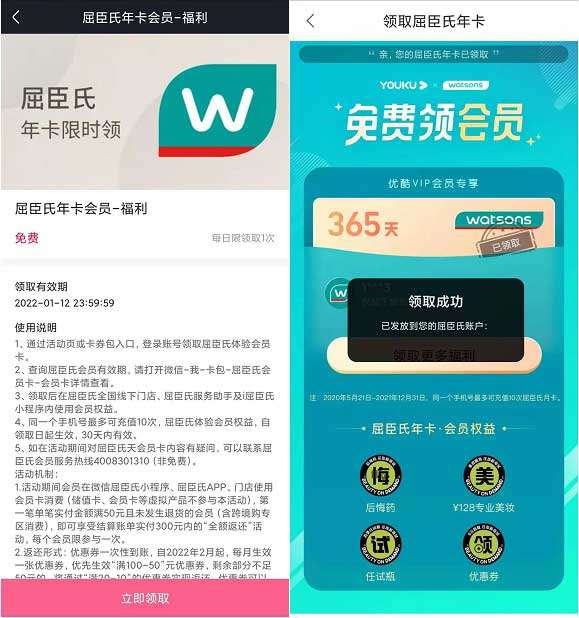 屈臣氏年卡会员-福利
屈臣氏
年卡限时领
W
屈臣氏年卡会员-福利
免费
每日限领取1次
领取有效期
2022-01-12 23:59:59
使用说明
1、通过活动页或卡券包入口，登录账号领取屈臣氏体验会员
卡。
2、查询屈臣氏会员有效期，请打开微信-我-卡包-屈臣氏会
员卡-会员卡详情查看。
3、领取后在屈臣氏全国线下门店、屈臣氏服务助手及i屈臣氏
小程序内使用会员权益。
4、同一个手机号最多可充值10次，屈臣氏体验会员权益，自
领取日起生效，30天内有效。
5、如在活动期间对屈臣氏天会员卡内容有疑问，可以联系屈
臣氏会员服务热线4008301310 (非免费)。
活动机制：
1.活动期间会员在微信屈臣氏小程序、屈臣氏APP、门店使用
会员卡消费（储值卡、会员卡等虚拟产品不参与本活动），第
一笔单笔实付金额满50元且未发生退货的会员（含跨境购专
区消费），即可享受结算账单实付300元内的“金额返还”活
动，每个会员限参与一次。
2.返还形式：优惠券一次性到账，自2022年2月起，每月生效
一张优惠券，优先生效“满100-50”元优惠券，剩余部分不足
立即领取
领取屈臣氏年卡
“ 亲，您的屈臣氏年卡已领取 ”
YOUKU × watsons
免费领会员
优酷VIP会员专享
365天
watsons
已领取
领取成功
已发放到您的屈臣氏账户：
领取更多福利
注：2020年5月21日-2021年12月31日，同一个手机号最多可充值10次屈臣氏月卡。
屈臣氏年卡·会员权益
悔
BEAUTY ON DEMAND
美
BEAUTY ON DEMAND
后悔药
¥128专业美妆
试
BEAUTY ON DEMAND
领
BEAUTY ON DEMAND
任试瓶
优惠券